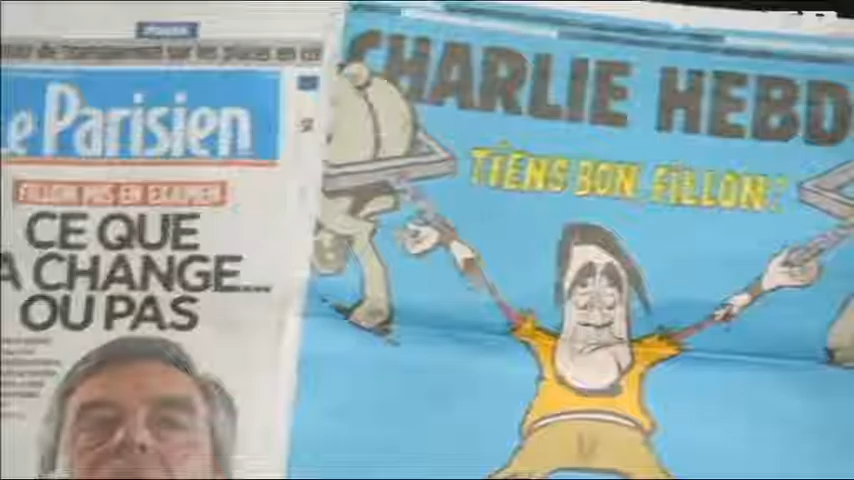 Le Parisien
FILLON MIS EN EXAMEN
CE QUE
A CHANGE...
OU PAS
CHARLIE HEBD
TIENS BON, FILLON!